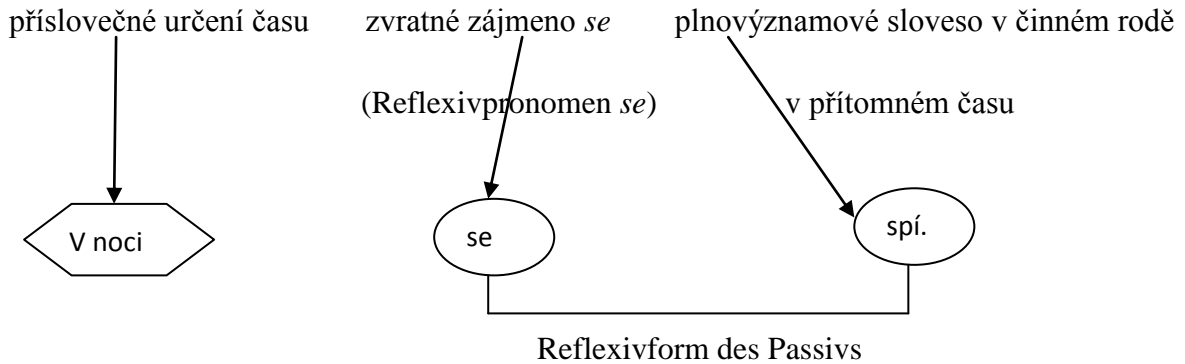 příslovečné určení času zvratné zájmeno se plnovýznamové sloveso v činném rodě
(Reflexivpronomen se) v přítomném času
V noci se spí.
Reflexivform des Passivs